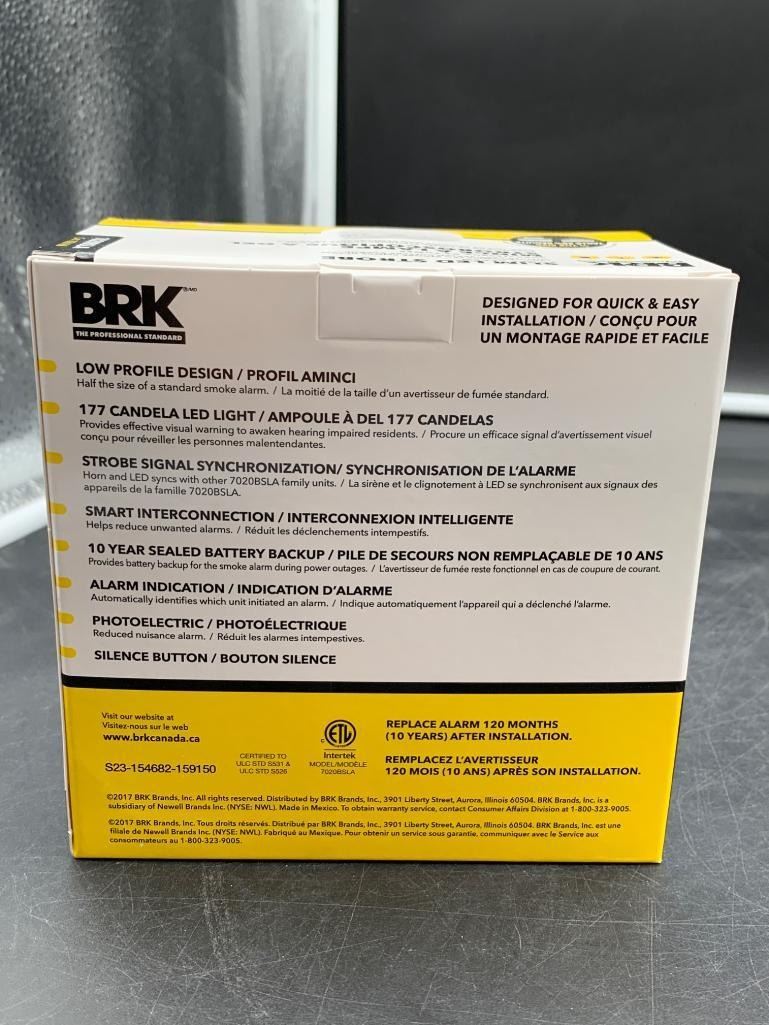 SLIM LED STROBE
BRK®/MD
THE PROFESSIONAL STANDARD
DESIGNED FOR QUICK & EASY
INSTALLATION / CONÇU POUR
UN MONTAGE RAPIDE ET FACILE
LOW PROFILE DESIGN / PROFIL AMINCI
Half the size of a standard smoke alarm. / La moitié de la taille d'un avertisseur de fumée standard.
177 CANDELA LED LIGHT / AMPOULE À DEL 177 CANDELAS
Provides effective visual warning to awaken hearing impaired residents. / Procure un efficace signal d'avertissement visuel
conçu pour réveiller les personnes malentendantes.
STROBE SIGNAL SYNCHRONIZATION/ SYNCHRONISATION DE L'ALARME
Horn and LED syncs with other 7020BSLA family units. / La sirène et le clignotement à LED se synchronisent aux signaux des
appareils de la famille 7020BSLA.
SMART INTERCONNECTION / INTERCONNEXION INTELLIGENTE
Helps reduce unwanted alarms. / Réduit les déclenchements intempestifs.
10 YEAR SEALED BATTERY BACKUP / PILE DE SECOURS NON REMPLAÇABLE DE 10 ANS
Provides battery backup for the smoke alarm during power outages. / L'avertisseur de fumée reste fonctionnel en cas de coupure de courant.
ALARM INDICATION / INDICATION D'ALARME
Automatically identifies which unit initiated an alarm. / Indique automatiquement l'appareil qui a déclenché l'alarme.
PHOTOELECTRIC / PHOTOÉLECTRIQUE
Reduced nuisance alarm. / Réduit les alarmes intempestives.
SILENCE BUTTON / BOUTON SILENCE
Visit our website at
Visitez-nous sur le web
www.brkcanada.ca
S23-154682-159150
CERTIFIED TO
ULC STD S531 &
ULC STD S526
C ETL
Intertek
MODEL/MODÈLE
7020BSLA
REPLACE ALARM 120 MONTHS
(10 YEARS) AFTER INSTALLATION.
REMPLACEZ L'AVERTISSEUR
120 MOIS (10 ANS) APRÈS SON INSTALLATION.
©2017 BRK Brands, Inc. All rights reserved. Distributed by BRK Brands, Inc., 3901 Liberty Street, Aurora, Illinois 60504. BRK Brands, Inc. is a
subsidiary of Newell Brands Inc. (NYSE: NWL). Made in Mexico. To obtain warranty service, contact Consumer Affairs Division at 1-800-323-9005.
©2017 BRK Brands, Inc. Tous droits réservés. Distribué par BRK Brands, Inc., 3901 Liberty Street, Aurora, Illinois 60504. BRK Brands, Inc. est une
filiale de Newell Brands Inc. (NYSE: NWL). Fabriqué au Mexique. Pour obtenir un service sous garantie, communiquer avec le Service aux
consommateurs au 1-800-323-9005.